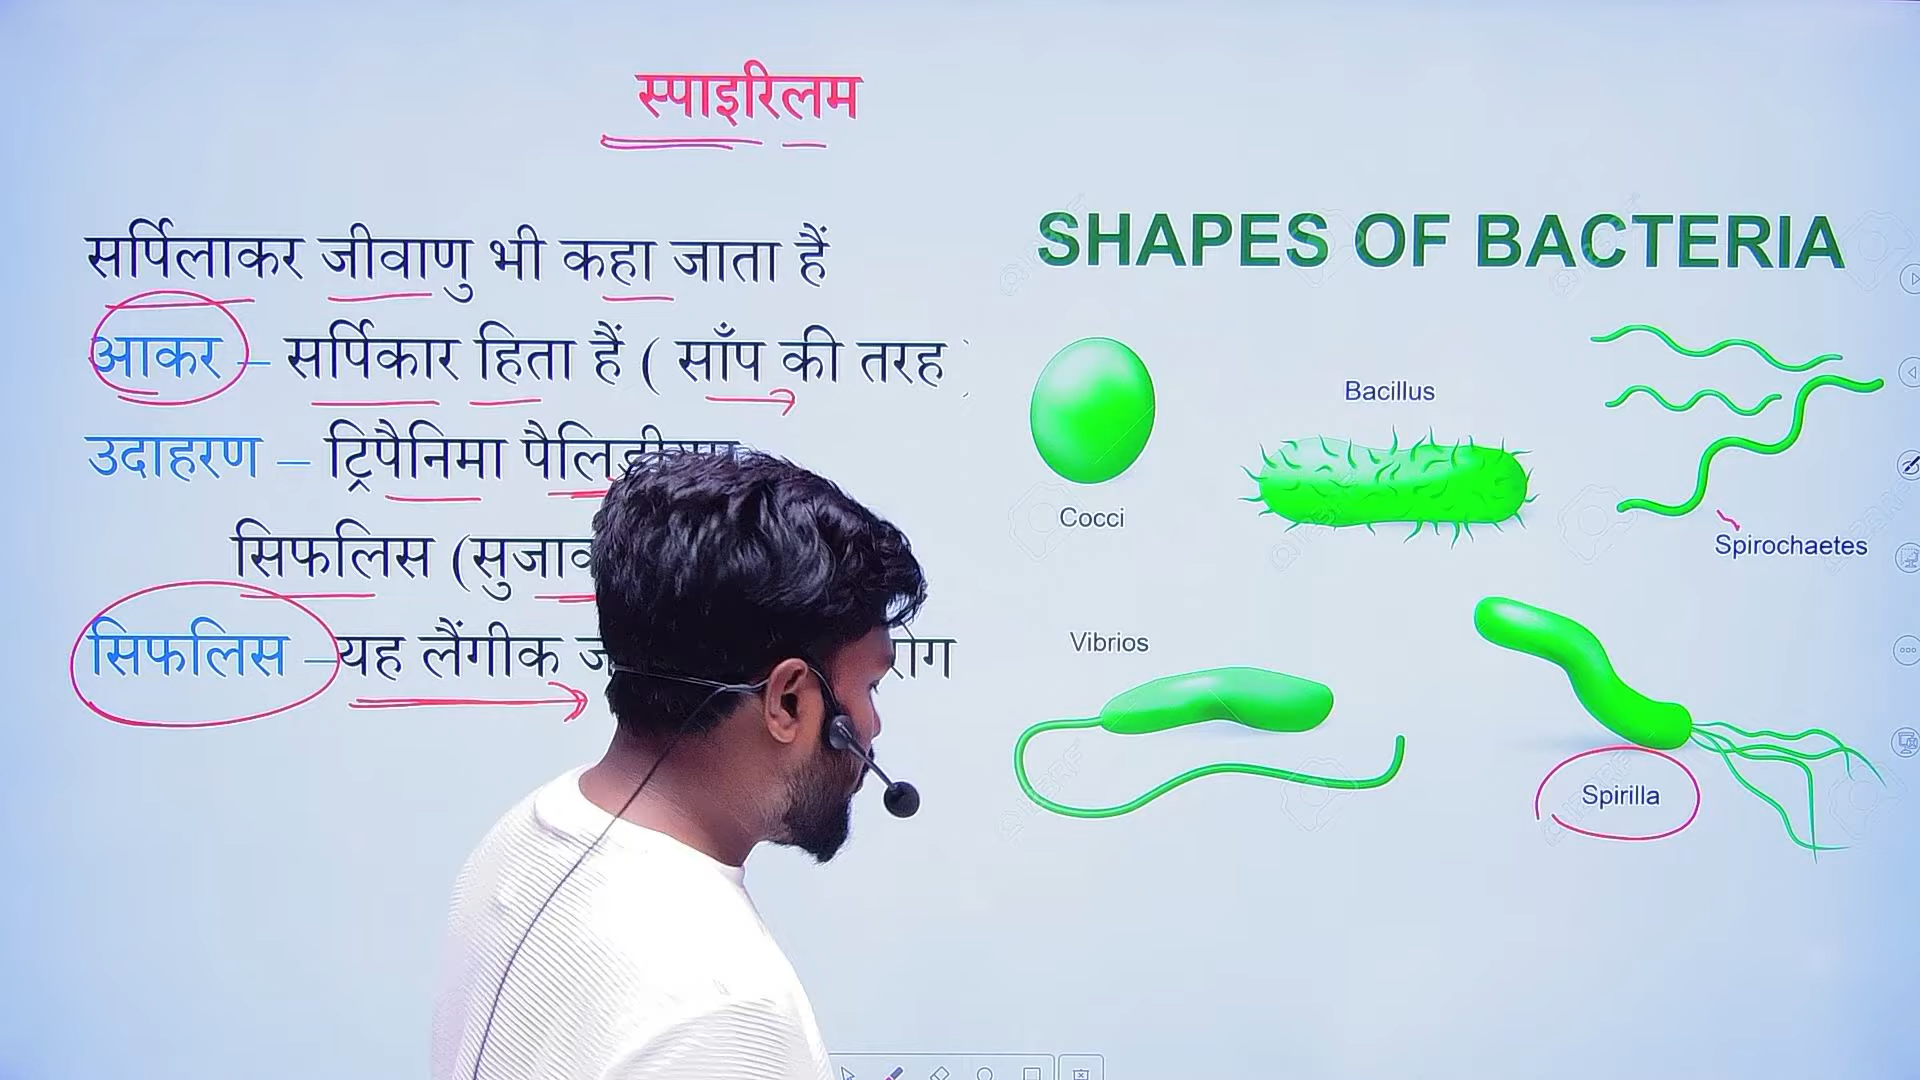 स्पाइरिलम
सर्पिलाकर जीवाणु भी कहा जाता हैं
आकर – सर्पिकार हिता हैं ( साँप की तरह
उदाहरण – ट्रिपैनिमा
सिफलिस
सिफलिस – यह लैंगीक
SHAPES OF BACTERIA
Cocci
Bacillus
Spirochaetes
Vibrios
Spirilla